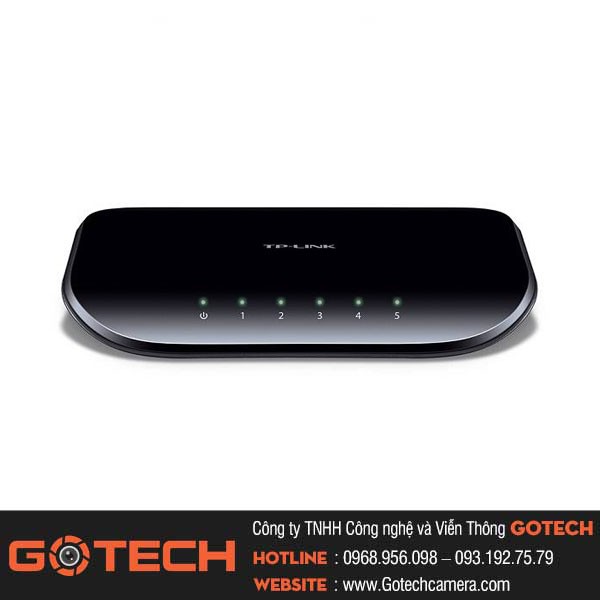 TP-LINK
1 2 3 4 5
GOTECH
Công ty TNHH Công nghệ và Viễn Thông GOTECH
HOTLINE : 0968.956.098 – 093.192.75.79
WEBSITE : www.Gotechcamera.com